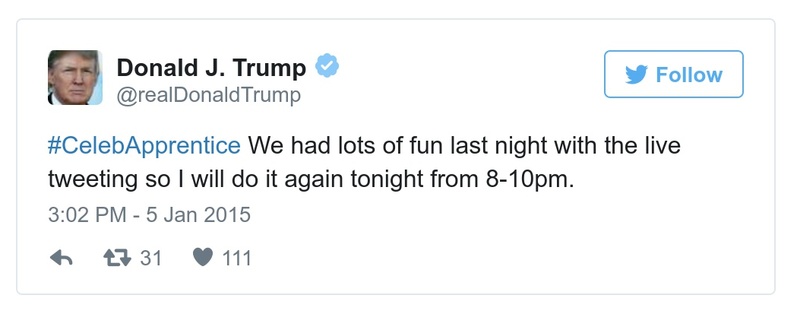 Donald J. Trump
@realDonaldTrump
Follow
#CelebApprentice We had lots of fun last night with the live
tweeting so I will do it again tonight from 8-10pm.
3:02 PM - 5 Jan 2015
31 111